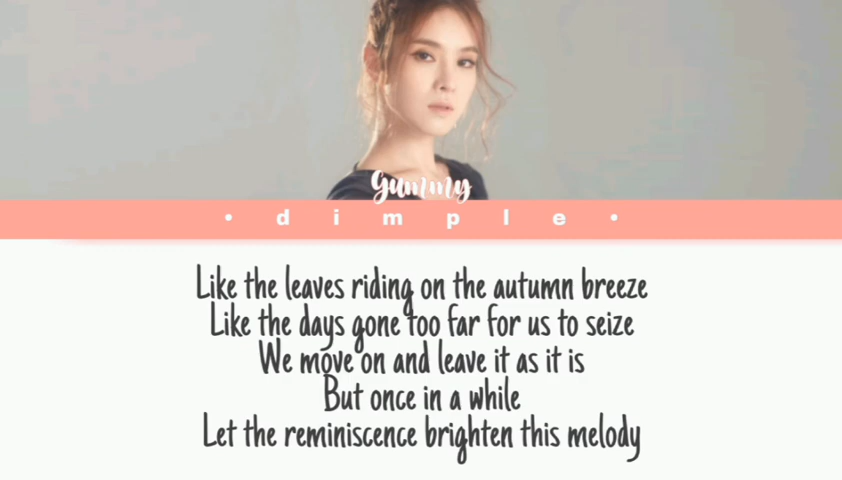 Gummy
• dimple •
Like the leaves riding on the autumn breeze
Like the days gone too far for us to seize
We move on and leave it as it is
But once in a while
Let the reminiscence brighten this melody